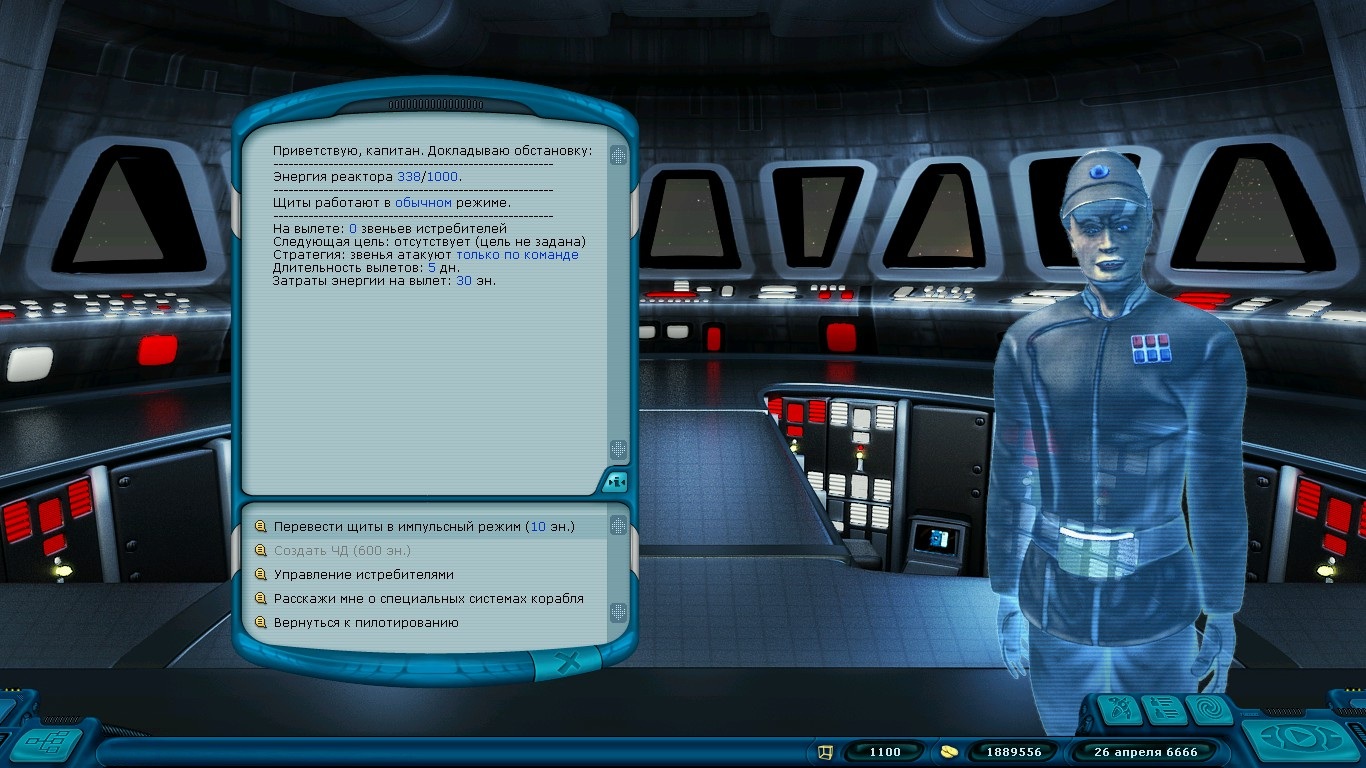 Приветствую, капитан. Докладываю обстановку:
------------------------------------------------------
Энергия реактора 338/1000.
------------------------------------------------------
Щиты работают в обычном режиме.
------------------------------------------------------
На вылете: 0 звеньев истребителей
Следующая цель: отсутствует (цель не задана)
Стратегия: звенья атакуют только по команде
Длительность вылетов: 5 дн.
Затраты энергии на вылет: 30 эн.
Перевести щиты в импульсный режим (10 эн.)
Создать ЧД (600 эн.)
Управление истребителями
Расскажи мне о специальных системах корабля
Вернуться к пилотированию
1100
1889556
26 апреля 6666